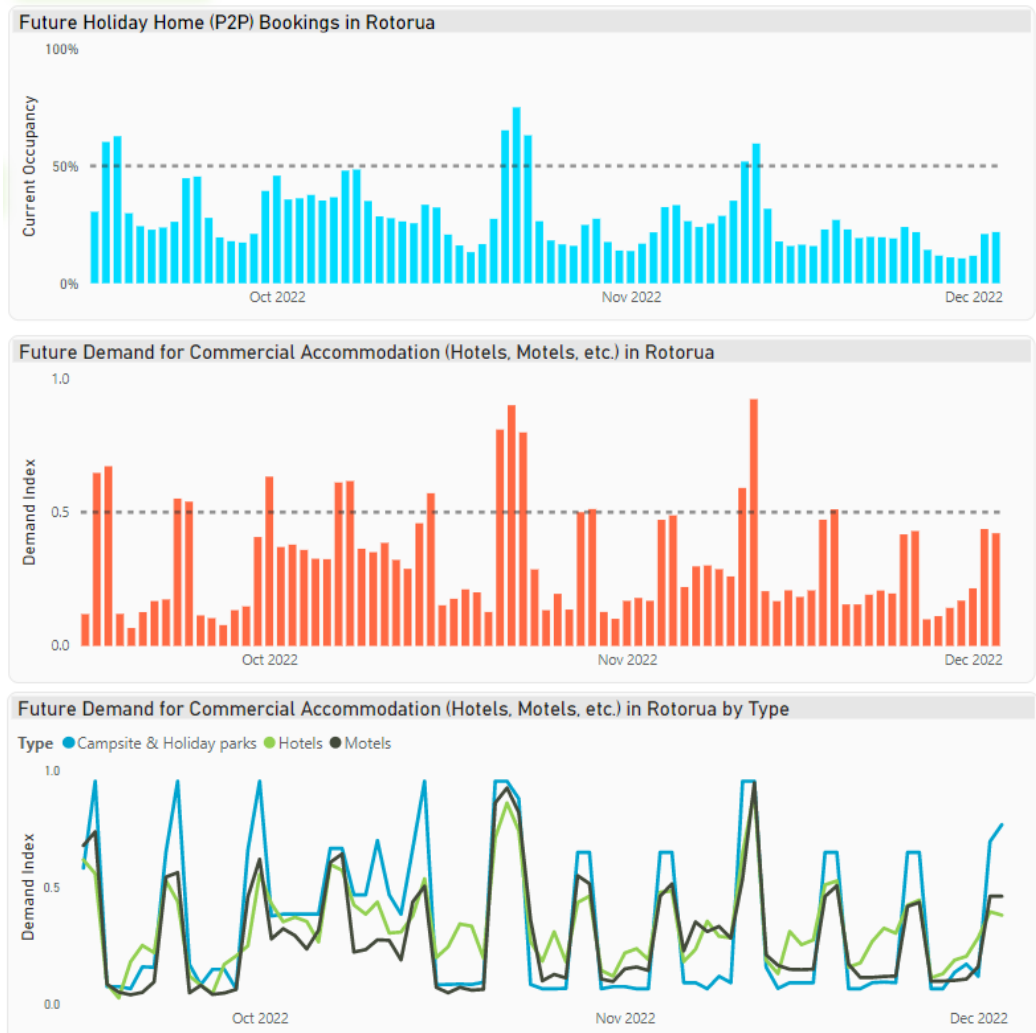 Future Holiday Home (P2P) Bookings in Rotorua
100%
50%
0%
Current Occupancy
Oct 2022 Nov 2022 Dec 2022
Future Demand for Commercial Accommodation (Hotels, Motels, etc.) in Rotorua
1.0
0.5
0.0
Demand Index
Oct 2022 Nov 2022 Dec 2022
Future Demand for Commercial Accommodation (Hotels, Motels, etc.) in Rotorua by Type
Type Campsite & Holiday parks Hotels Motels
1.0
0.5
0.0
Demand Index
Oct 2022 Nov 2022 Dec 2022